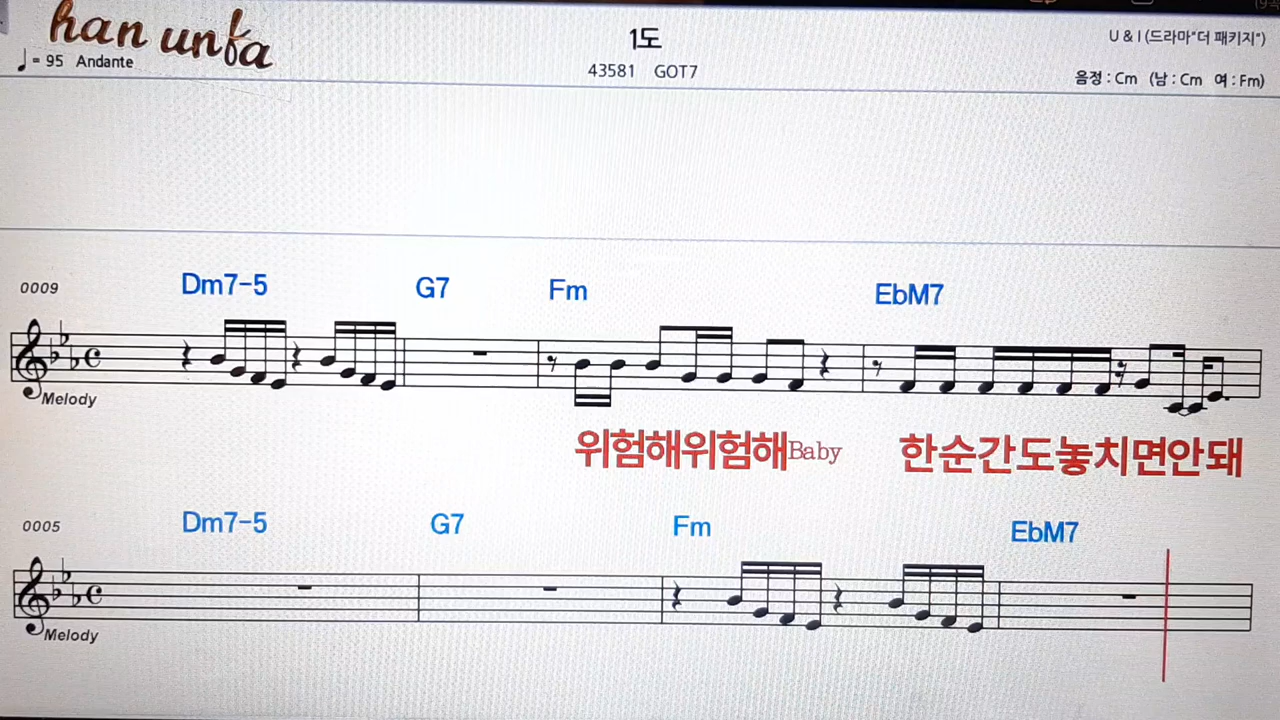 han unfa
1도
U & I (드라마"더 패키지")
♩= 95 Andante
43581 GOT7
음정 : Cm (남 : Cm 여 : Fm)
0009 Dm7-5 G7 Fm EbM7
Melody
위험해위험해Baby 한순간도놓치면안돼
0005 Dm7-5 G7 Fm EbM7
Melody